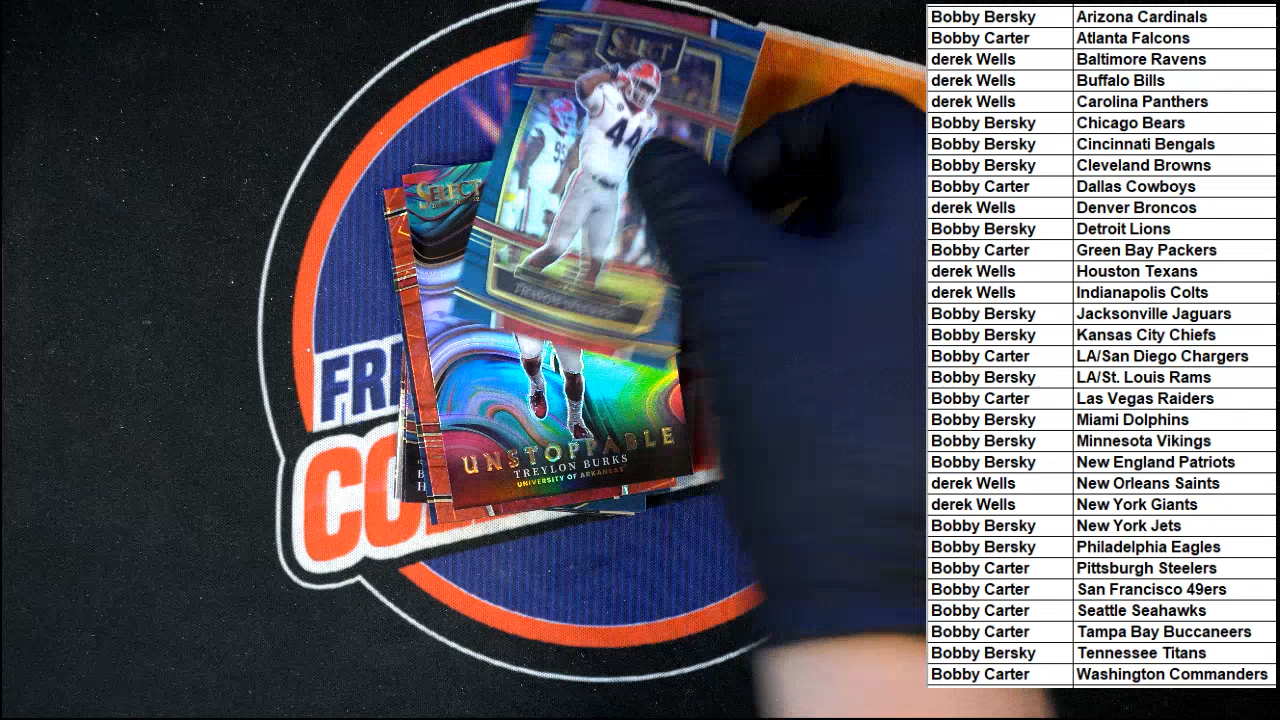 SELECT
44
SELECT
FRI
CO
B
H
UNSTOPPABLE
TREYLON BURKS
UNIVERSITY OF ARKANSAS
Bobby Bersky Arizona Cardinals
Bobby Carter Atlanta Falcons
derek Wells Baltimore Ravens
derek Wells Buffalo Bills
derek Wells Carolina Panthers
Bobby Bersky Chicago Bears
Bobby Bersky Cincinnati Bengals
Bobby Bersky Cleveland Browns
Bobby Carter Dallas Cowboys
derek Wells Denver Broncos
Bobby Bersky Detroit Lions
Bobby Carter Green Bay Packers
derek Wells Houston Texans
derek Wells Indianapolis Colts
Bobby Bersky Jacksonville Jaguars
Bobby Bersky Kansas City Chiefs
Bobby Carter LA/San Diego Chargers
Bobby Bersky LA/St. Louis Rams
Bobby Carter Las Vegas Raiders
Bobby Bersky Miami Dolphins
Bobby Bersky Minnesota Vikings
Bobby Bersky New England Patriots
derek Wells New Orleans Saints
derek Wells New York Giants
Bobby Bersky New York Jets
Bobby Bersky Philadelphia Eagles
Bobby Carter Pittsburgh Steelers
Bobby Carter San Francisco 49ers
Bobby Carter Seattle Seahawks
Bobby Carter Tampa Bay Buccaneers
Bobby Bersky Tennessee Titans
Bobby Carter Washington Commanders